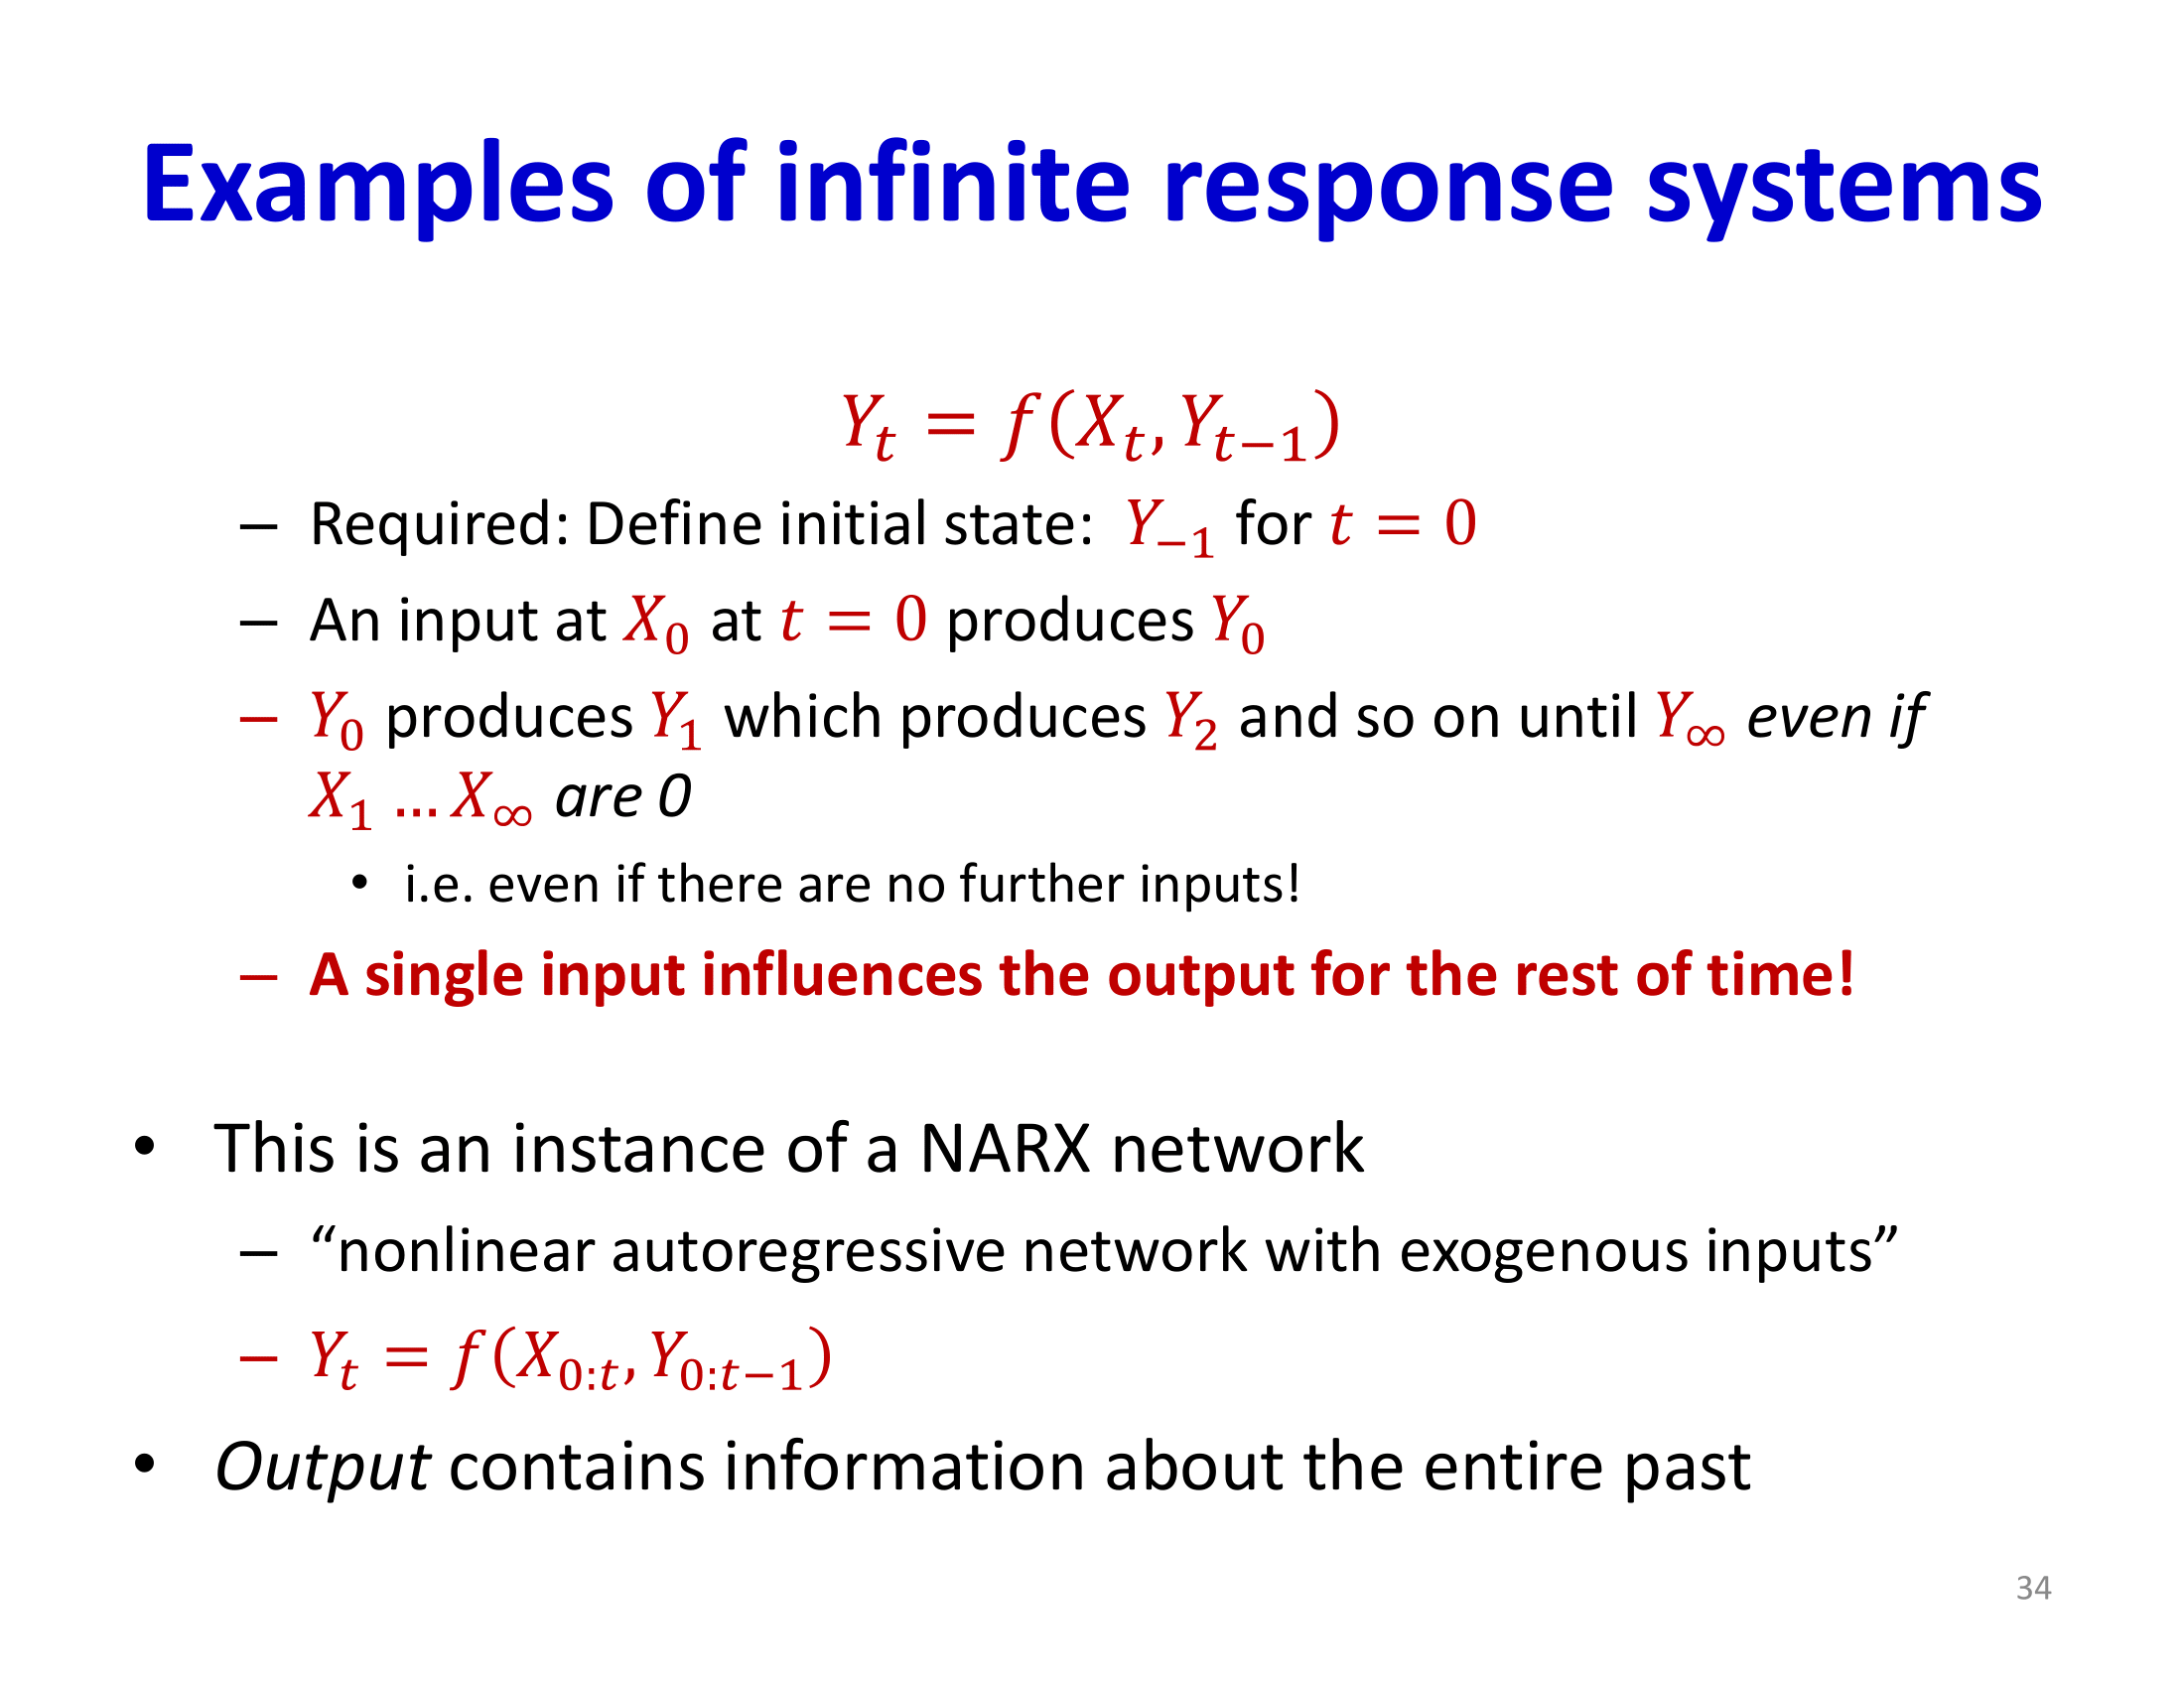 Examples of infinite response systems
Y_t = f(X_t, Y_{t−1})
– Required: Define initial state: Y_{−1} for t = 0
– An input at X_0 at t = 0 produces Y_0
– Y_0 produces Y_1 which produces Y_2 and so on until Y_∞ even if
X_1 … X_∞ are 0
• i.e. even if there are no further inputs!
– A single input influences the output for the rest of time!
• This is an instance of a NARX network
– “nonlinear autoregressive network with exogenous inputs”
– Y_t = f(X_{0:t}, Y_{0:t−1})
• Output contains information about the entire past
34